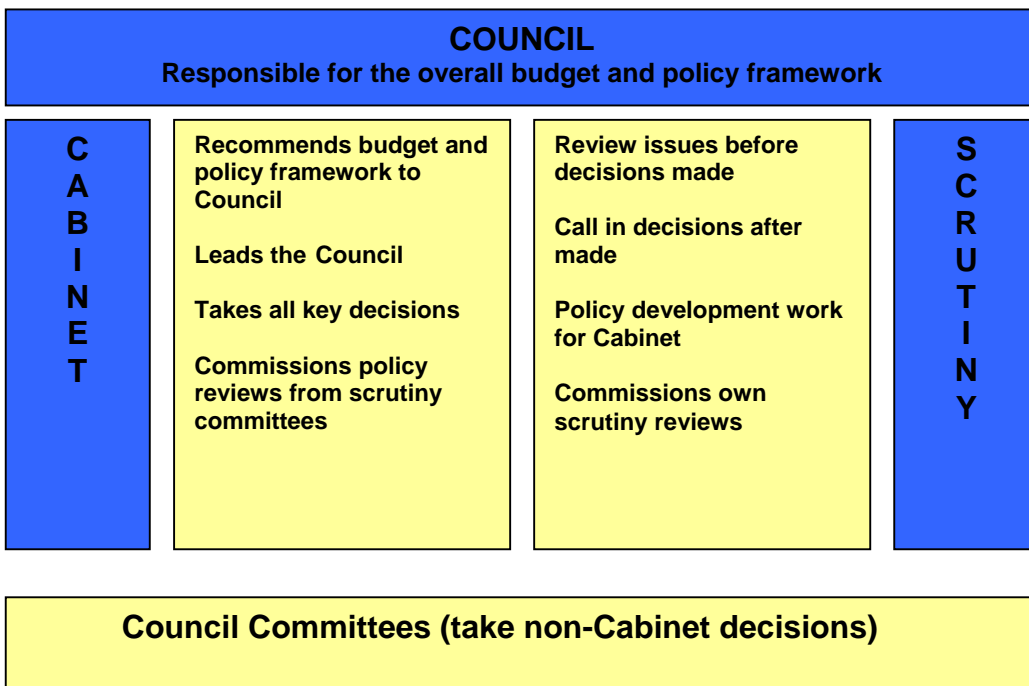 COUNCIL
Responsible for the overall budget and policy framework
C
A
B
I
N
E
T
Recommends budget and
policy framework to
Council
Leads the Council
Takes all key decisions
Commissions policy
reviews from scrutiny
committees
Review issues before
decisions made
Call in decisions after
made
Policy development work
for Cabinet
Commissions own
scrutiny reviews
S
C
R
U
T
I
N
Y
Council Committees (take non-Cabinet decisions)